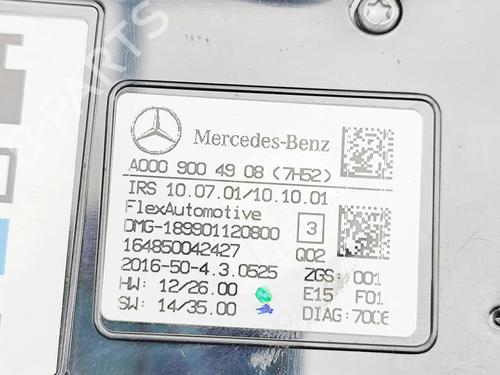 Mercedes-Benz
A000 900 49 08 (7H52)
IRS 10.07.01/10.10.01
FlexAutomotive
DMG-189901120800 3
164850042427 Q02
2016-50-4.3.0525 ZGS: 001
HW: 12/26.00 E15 F01
SW: 14/35.00 DIAG: 7006